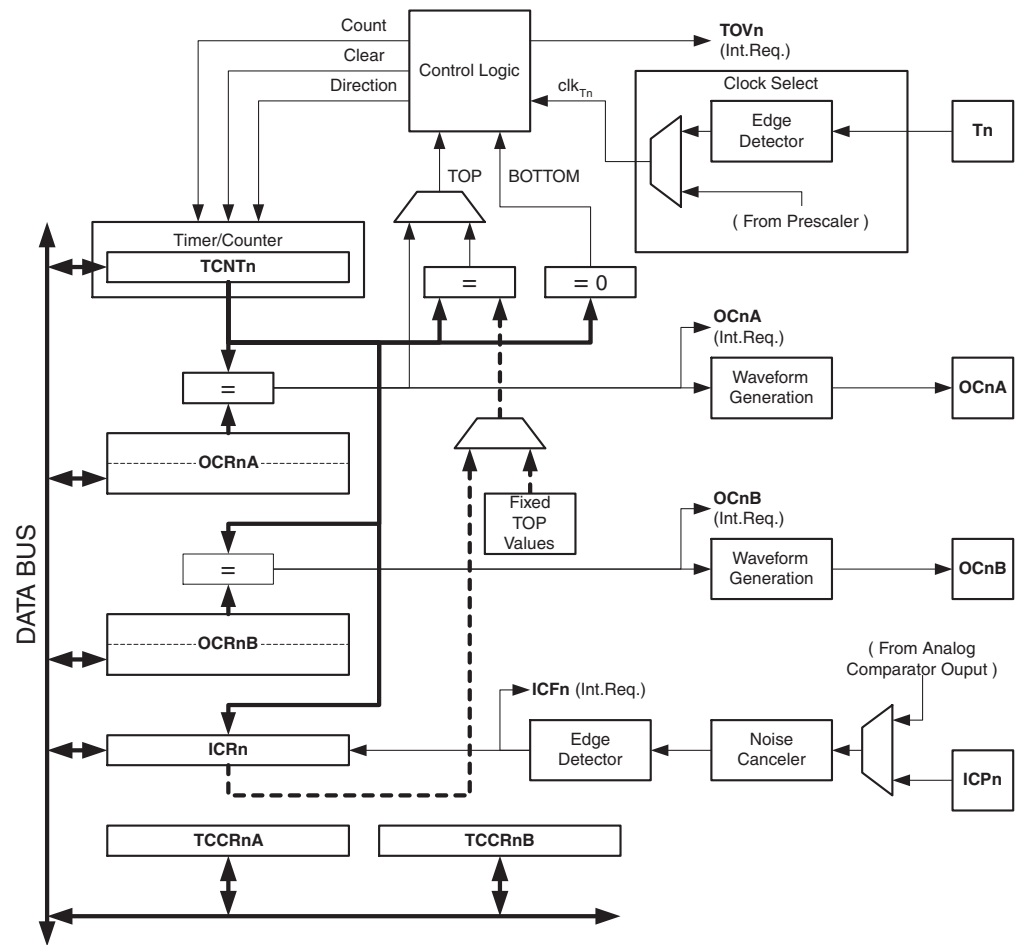 Count
Clear
Direction
Control Logic
TOVn
(Int.Req.)
clkTn
Clock Select
Edge
Detector
Tn
( From Prescaler )
TOP
BOTTOM
Timer/Counter
TCNTn
=
= 0
OCnA
(Int.Req.)
=
Waveform
Generation
OCnA
OCRnA
Fixed
TOP
Values
OCnB
(Int.Req.)
=
Waveform
Generation
OCnB
OCRnB
DATA BUS
( From Analog
Comparator Ouput )
ICFn (Int.Req.)
ICRn
Edge
Detector
Noise
Canceler
ICPn
TCCRnA
TCCRnB